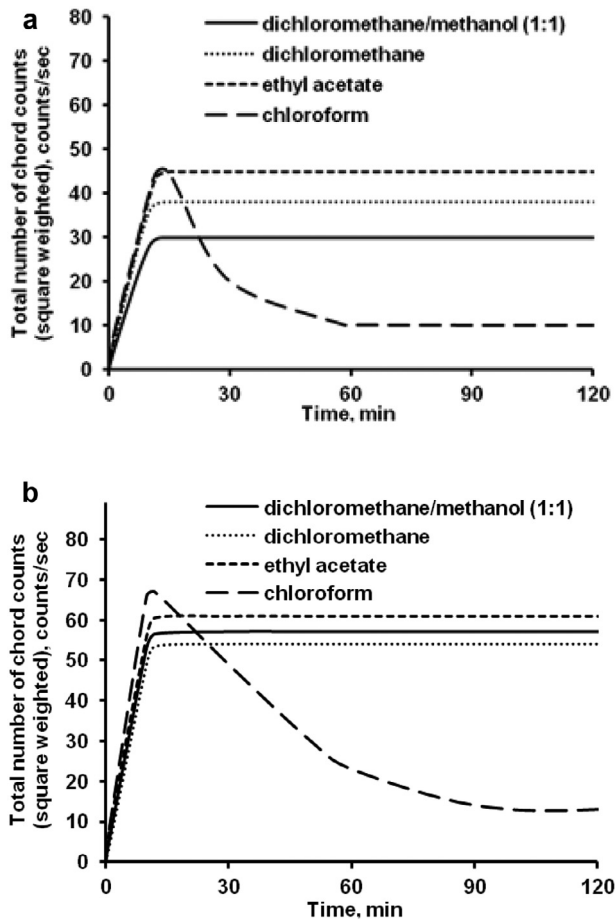 a
dichloromethane/methanol (1:1)
dichloromethane
ethyl acetate
chloroform
Total number of chord counts
(square weighted), counts/sec
80
70
60
50
40
30
20
10
0
0 30 60 90 120
Time, min
b
dichloromethane/methanol (1:1)
dichloromethane
ethyl acetate
chloroform
Total number of chord counts
(square weighted), counts/sec
80
70
60
50
40
30
20
10
0
0 30 60 90 120
Time, min